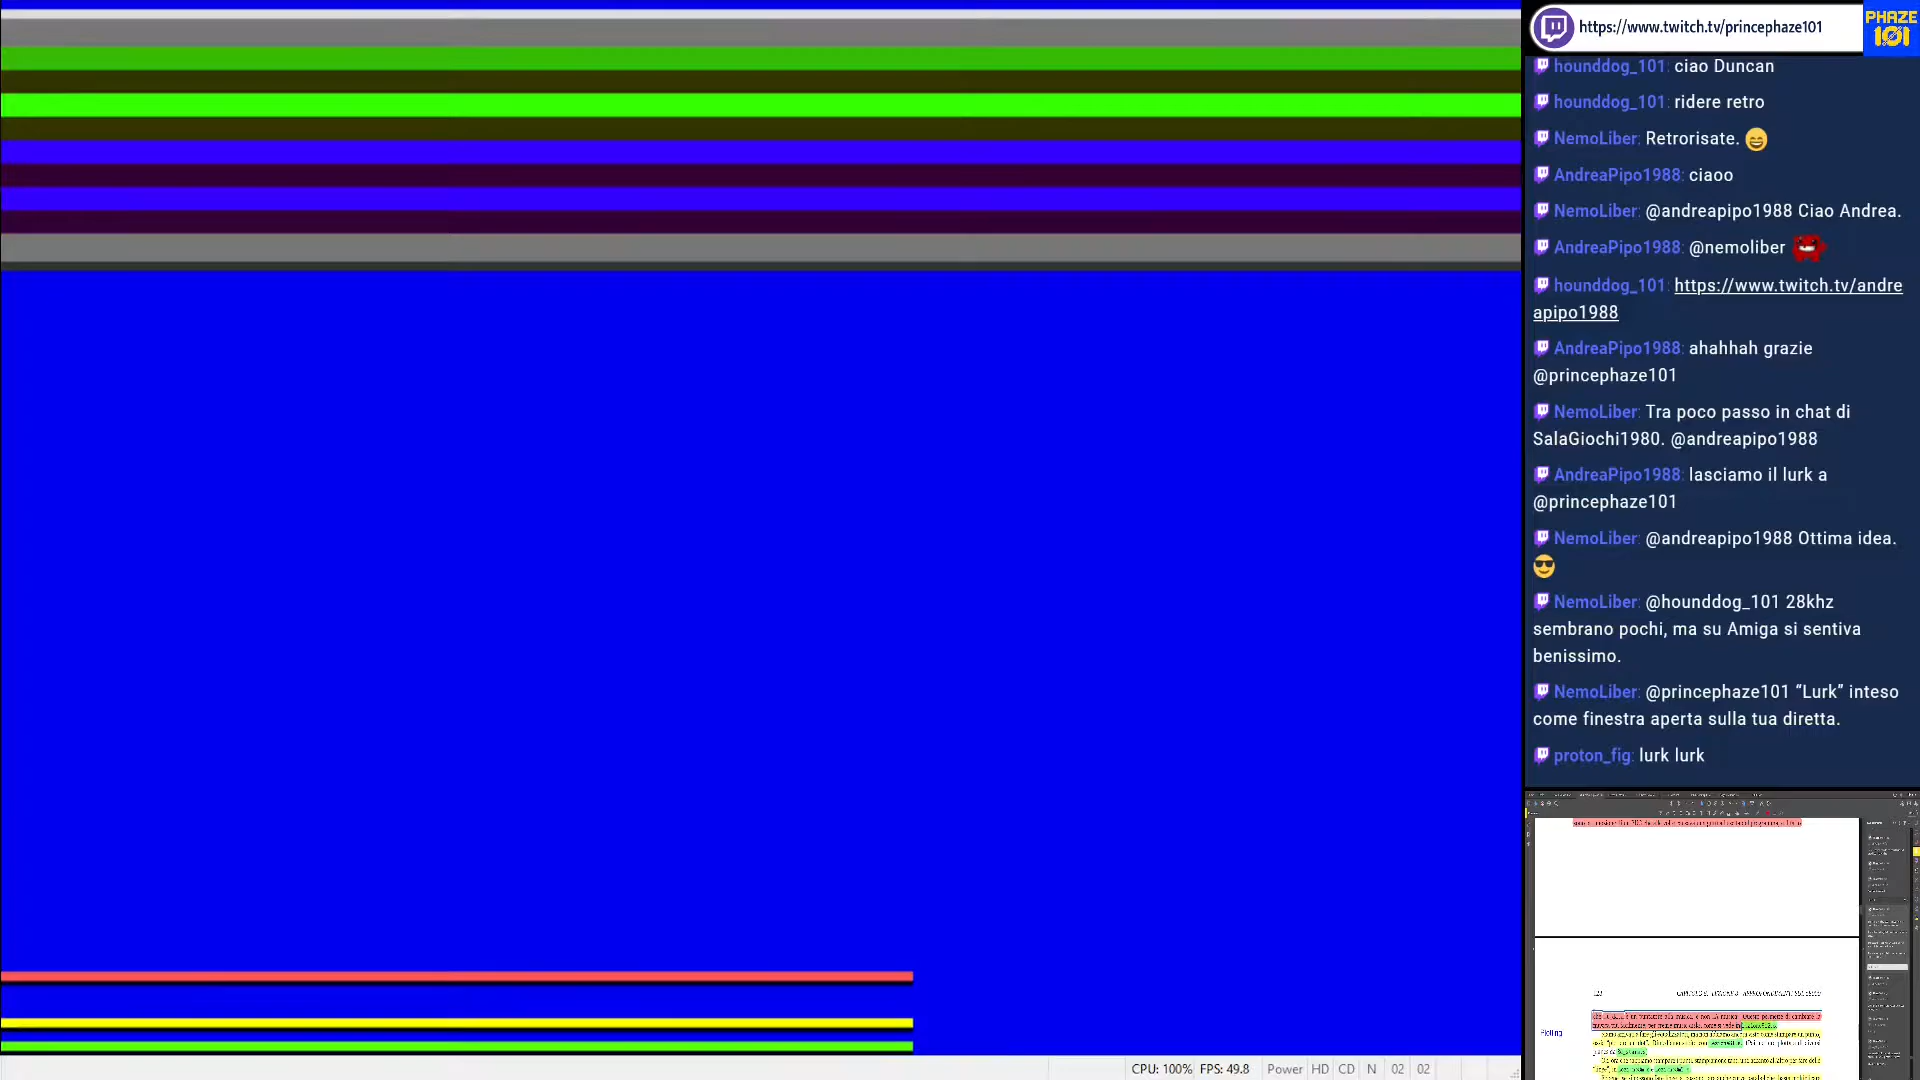 https://www.twitch.tv/princephaze101
PHAZE
101
hounddog_101: ciao Duncan
hounddog_101: ridere retro
NemoLiber: Retrorisate. 😄
AndreaPipo1988: ciaoo
NemoLiber: @andreapipo1988 Ciao Andrea.
AndreaPipo1988: @nemoliber
hounddog_101: https://www.twitch.tv/andre
apipo1988
AndreaPipo1988: ahahhah grazie
@princephaze101
NemoLiber: Tra poco passo in chat di
SalaGiochi1980. @andreapipo1988
AndreaPipo1988: lasciamo il lurk a
@princephaze101
NemoLiber: @andreapipo1988 Ottima idea.
😎
NemoLiber: @hounddog_101 28khz
sembrano pochi, ma su Amiga si sentiva
benissimo.
NemoLiber: @princephaze101 “Lurk” inteso
come finestra aperta sulla tua diretta.
proton_fig: lurk lurk
CPU: 100% FPS: 49.8 Power HD CD N 02 02